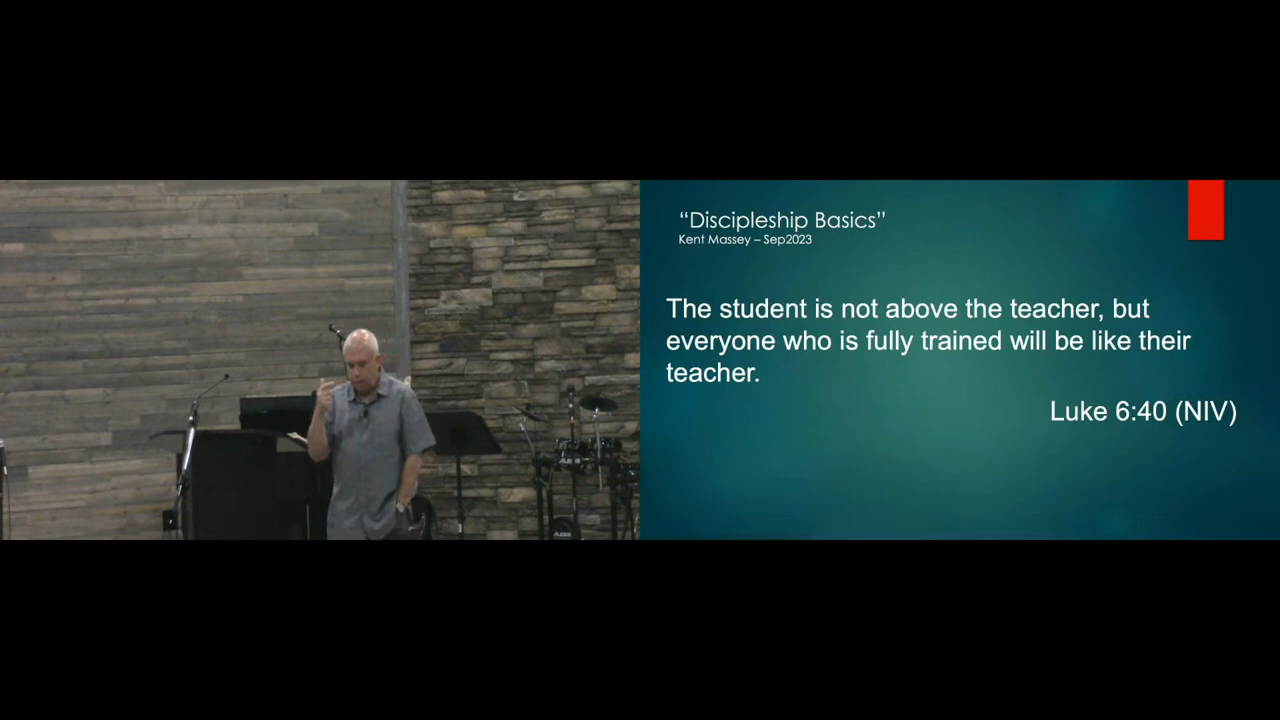 “Discipleship Basics”
Kent Massey – Sep2023
The student is not above the teacher, but
everyone who is fully trained will be like their
teacher.
Luke 6:40 (NIV)